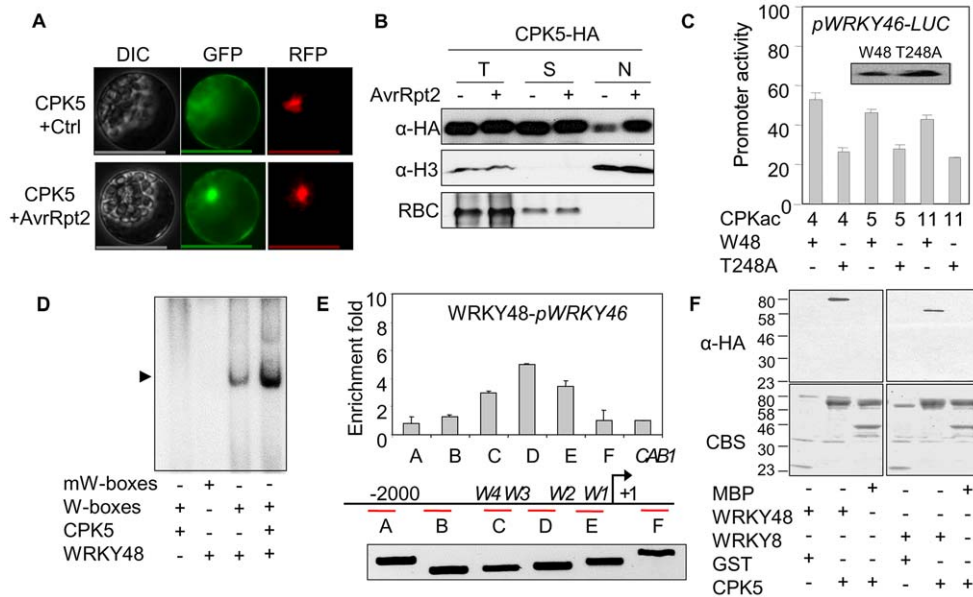 A
DIC GFP RFP
CPK5
+Ctrl
CPK5
+AvrRpt2
B
CPK5-HA
T S N
AvrRpt2 - + - + - +
α-HA
α-H3
RBC
C
pWRKY46-LUC
W48 T248A
Promoter activity
100
80
60
40
20
0
CPKac 4 4 5 5 11 11
W48 + - + - + -
T248A - + - + - +
D
mW-boxes - + - -
W-boxes + - + +
CPK5 + - - +
WRKY48 - + + +
E
WRKY48-pWRKY46
Enrichment fold
10
6
4
2
0
A B C D E F CAB1
-2000 W4 W3 W2 W1 +1
A B C D E F
F
α-HA
80
58
46
30
23
CBS
80
58
46
30
23
MBP - - + - - +
WRKY48 + + - - - -
WRKY8 - - - + + -
GST + - - + - -
CPK5 - + + - + +